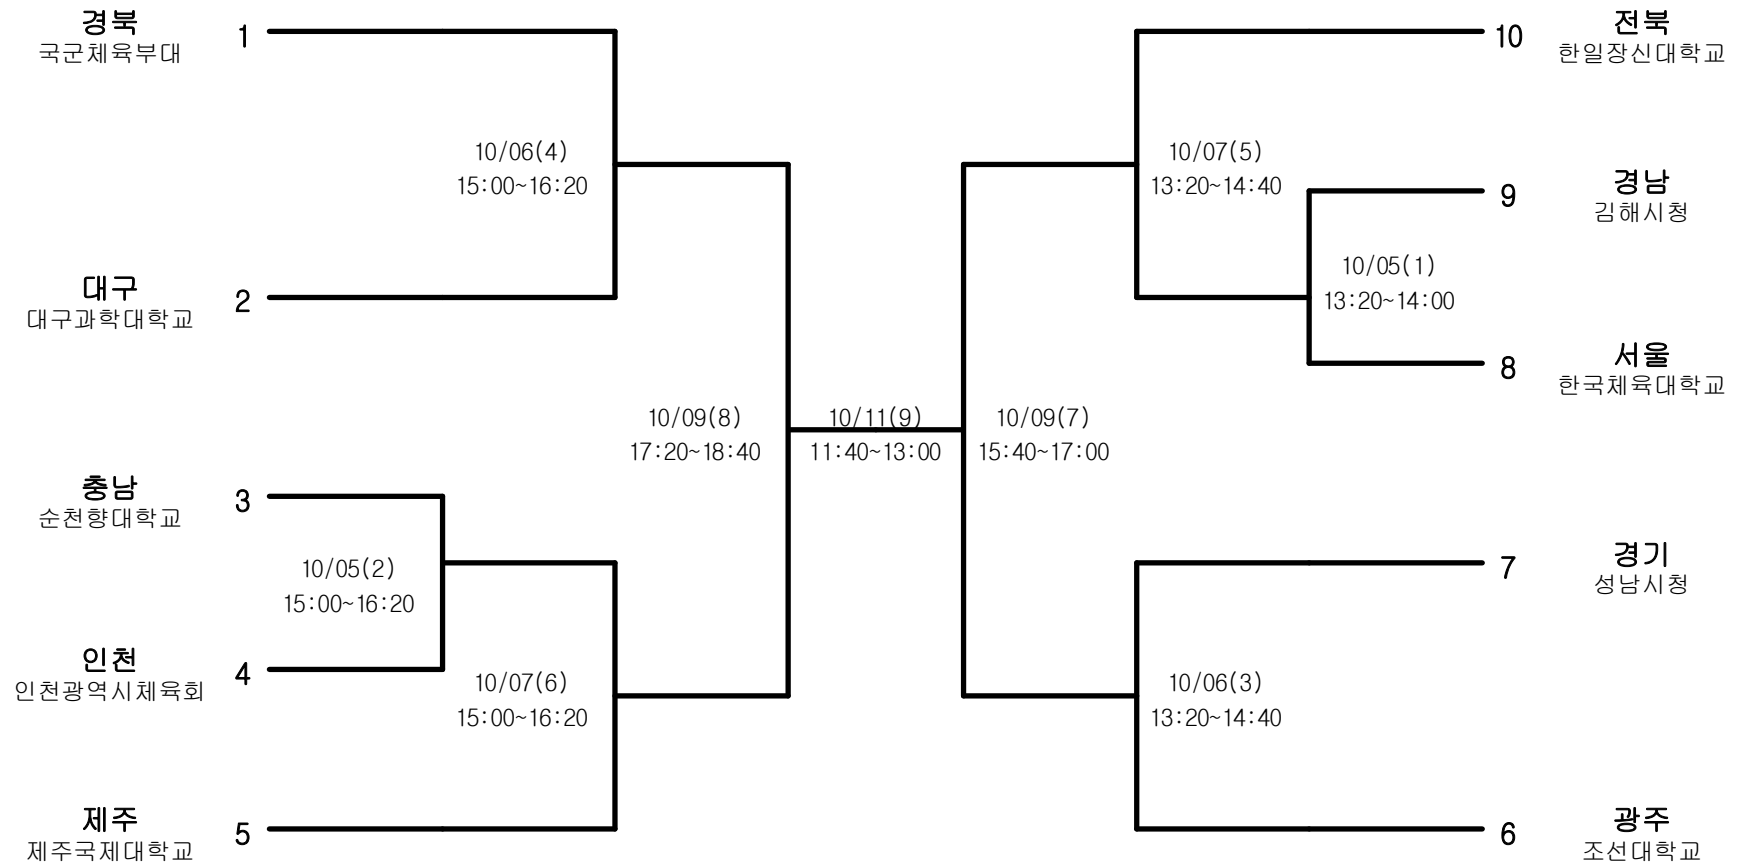 경북
국군체육부대
1
10/06(4)
15:00~16:20
대구
대구과학대학교
2
10/09(8)
17:20~18:40
충남
순천향대학교
3
10/05(2)
15:00~16:20
인천
인천광역시체육회
4
10/07(6)
15:00~16:20
제주
제주국제대학교
5
10/11(9)
11:40~13:00
10
전북
한일장신대학교
10/07(5)
13:20~14:40
9
경남
김해시청
10/05(1)
13:20~14:00
8
서울
한국체육대학교
10/09(7)
15:40~17:00
7
경기
성남시청
10/06(3)
13:20~14:40
6
광주
조선대학교